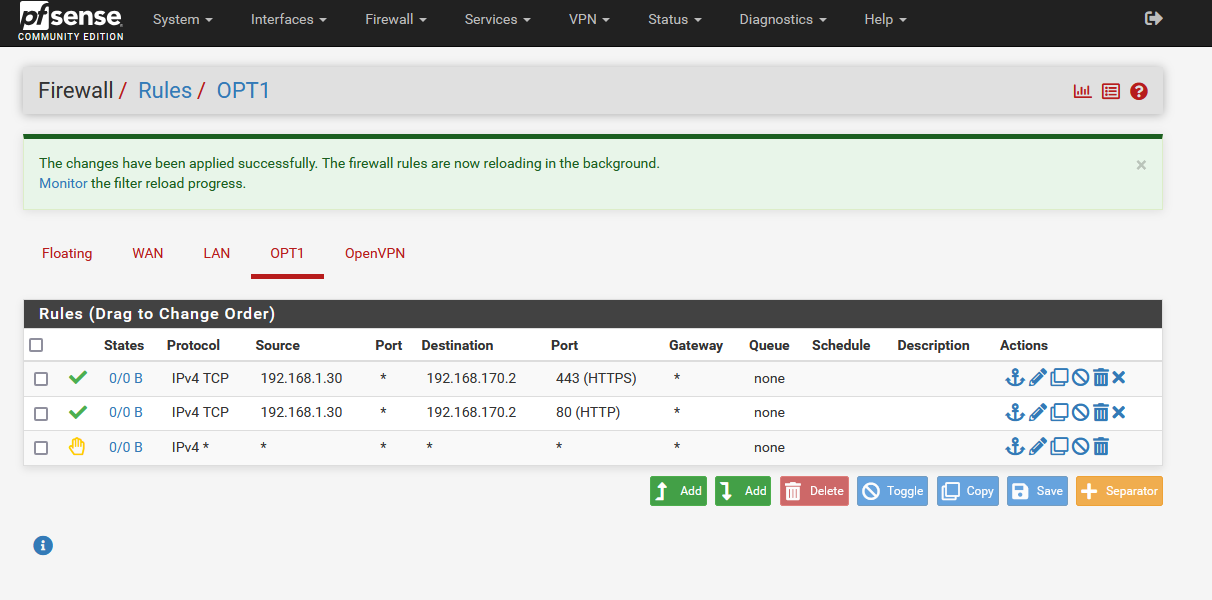 pfsense
COMMUNITY EDITION
System Interfaces Firewall Services VPN Status Diagnostics Help
Firewall / Rules / OPT1
The changes have been applied successfully. The firewall rules are now reloading in the background.
Monitor the filter reload progress.
×
Floating WAN LAN OPT1 OpenVPN
Rules (Drag to Change Order)
States Protocol Source Port Destination Port Gateway Queue Schedule Description Actions
0/0 B IPv4 TCP 192.168.1.30 * 192.168.170.2 443 (HTTPS) * none
0/0 B IPv4 TCP 192.168.1.30 * 192.168.170.2 80 (HTTP) * none
0/0 B IPv4 * * * * * * none
Add Add Delete Toggle Copy Save Separator